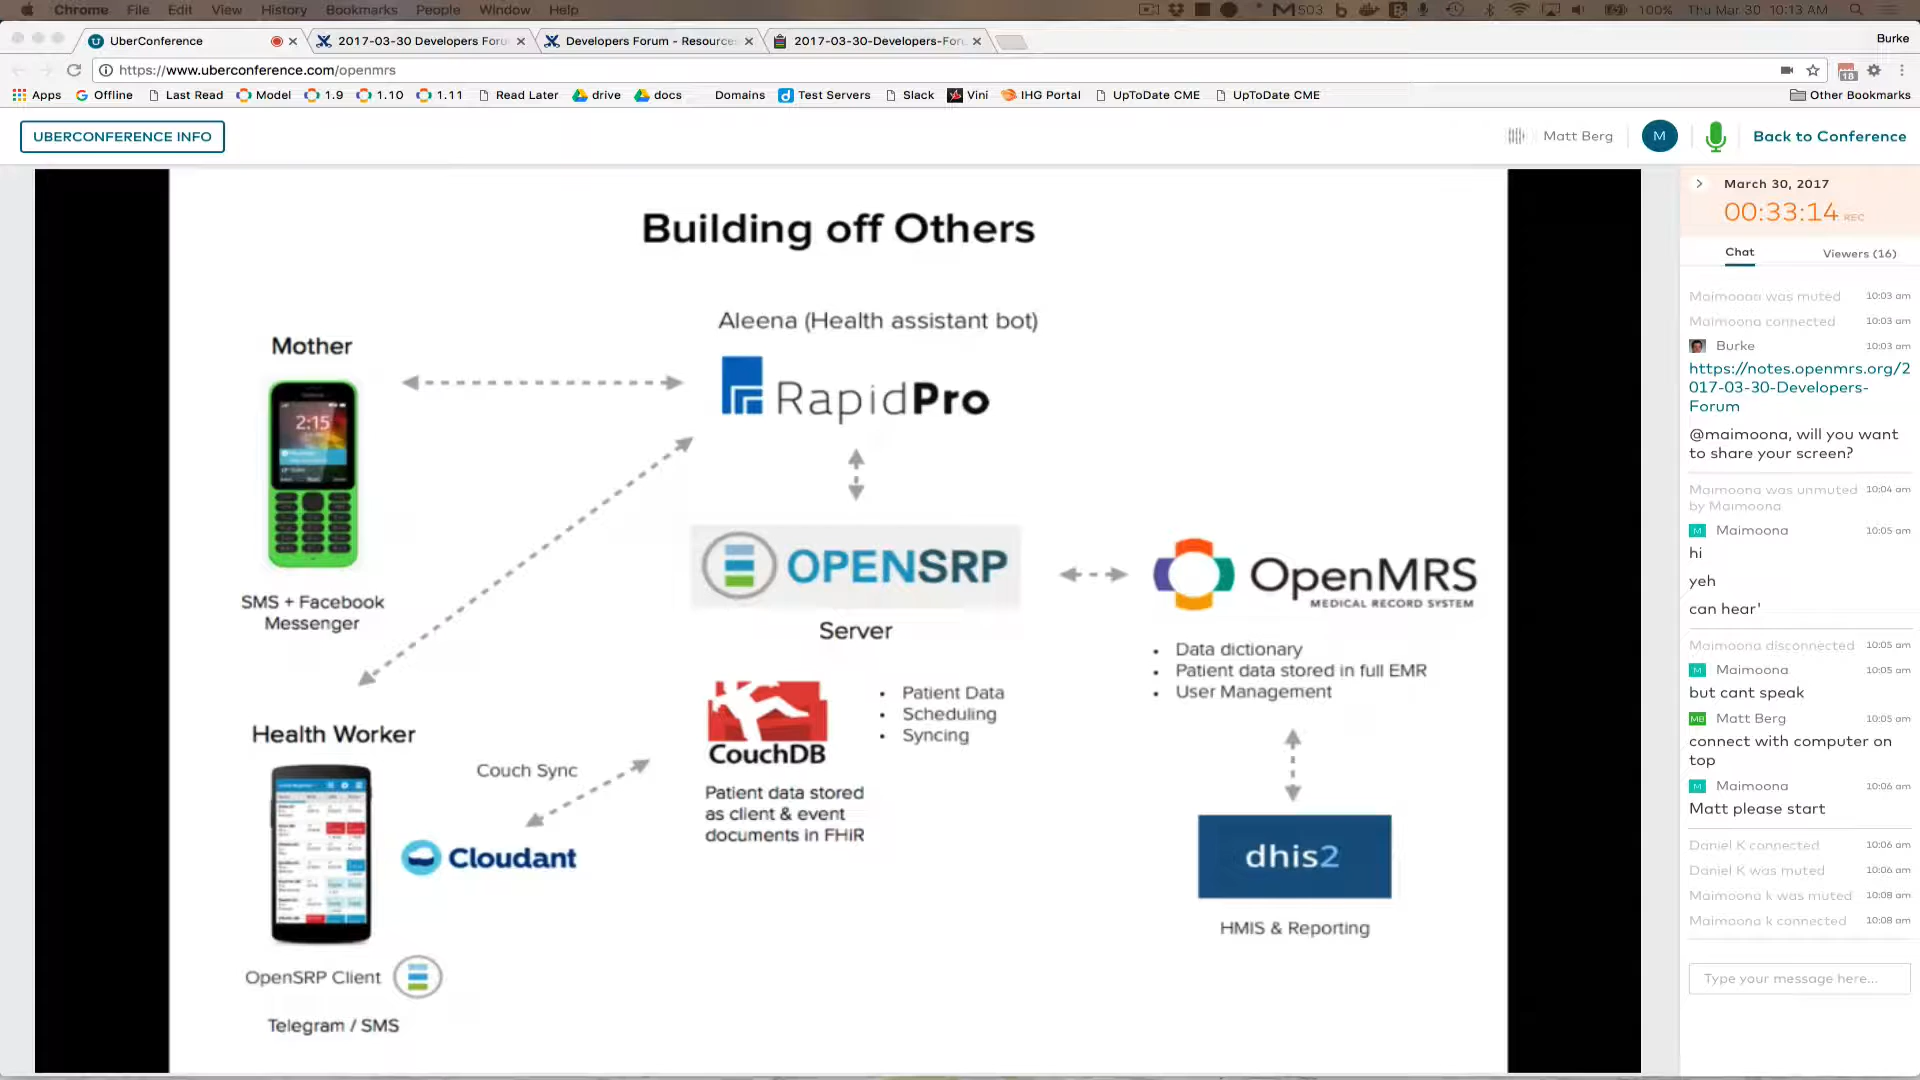 Chrome File Edit View History Bookmarks People Window Help
503 100% Thu Mar 30 10:13 AM
UberConference
2017-03-30 Developers Foru
Developers Forum - Resource
2017-03-30-Developers-For
Burke
https://www.uberconference.com/openmrs
18
Apps Offline Last Read Model 1.9 1.10 1.11 Read Later drive docs Domains Test Servers Slack Vini IHG Portal UpToDate CME UpToDate CME Other Bookmarks
UBERCONFERENCE INFO
Matt Berg
M
Back to Conference
Building off Others
Aleena (Health assistant bot)
Mother
RapidPro
2:15
SMS + Facebook
Messenger
OPENSRP
Server
OpenMRS
MEDICAL RECORD SYSTEM
• Data dictionary
• Patient data stored in full EMR
• User Management
Health Worker
Couch Sync
CouchDB
• Patient Data
• Scheduling
• Syncing
Patient data stored
as client & event
documents in FHiR
Cloudant
dhis2
HMIS & Reporting
OpenSRP Client
Telegram / SMS
March 30, 2017
00:33:14 REC
Chat
Viewers (16)
Maimoona was muted 10:03 am
Maimoona connected 10:03 am
Burke 10:03 am
https://notes.openmrs.org/2
017-03-30-Developers-
Forum
@maimoona, will you want
to share your screen?
Maimoona was unmuted 10:04 am
by Maimoona
M Maimoona 10:05 am
hi
yeh
can hear'
Maimoona disconnected 10:05 am
M Maimoona 10:05 am
but cant speak
MB Matt Berg 10:05 am
connect with computer on
top
M Maimoona 10:06 am
Matt please start
Daniel K connected 10:06 am
Daniel K was muted 10:06 am
Maimoona k was muted 10:08 am
Maimoona k connected 10:08 am
Type your message here...